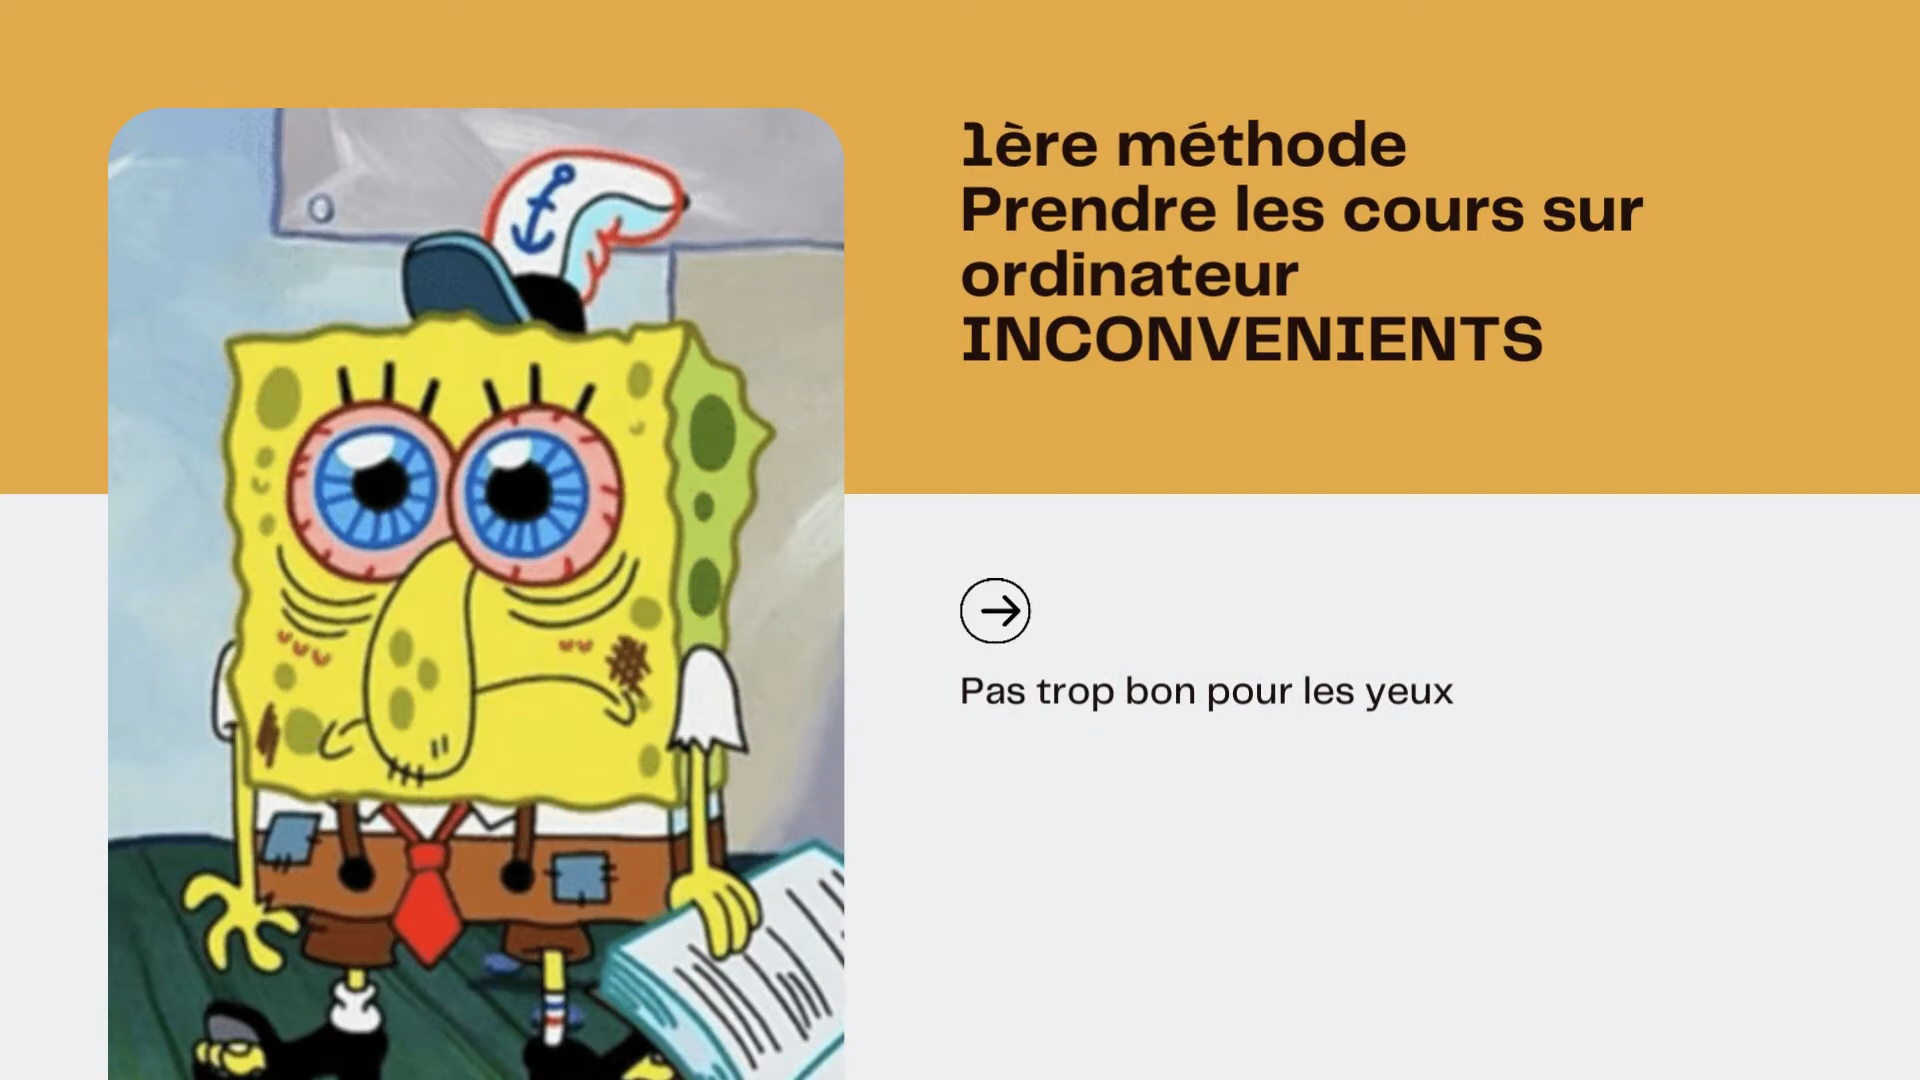 1ère méthode
Prendre les cours sur
ordinateur
INCONVENIENTS
Pas trop bon pour les yeux